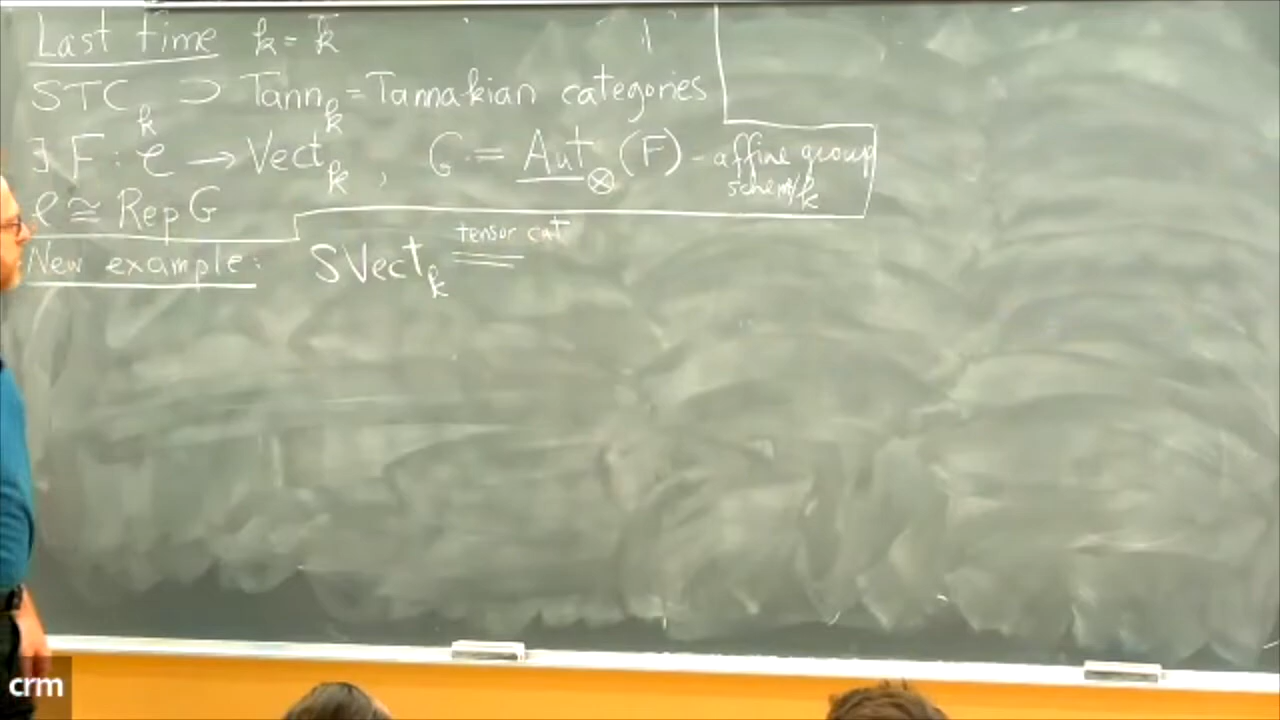 Last time k = k̄
STC_k ⊃ Tann_k = Tannakian categories
∃ F : C → Vect_k , G := Aut_⊗ (F) - affine group scheme/k
C ≅ Rep G
New example: SVect_k = tensor cat
crm